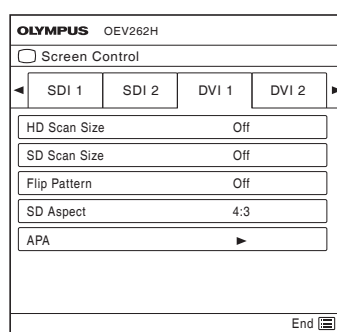 OLYMPUS OEV262H
Screen Control
SDI 1 SDI 2 DVI 1 DVI 2
HD Scan Size Off
SD Scan Size Off
Flip Pattern Off
SD Aspect 4:3
APA
End